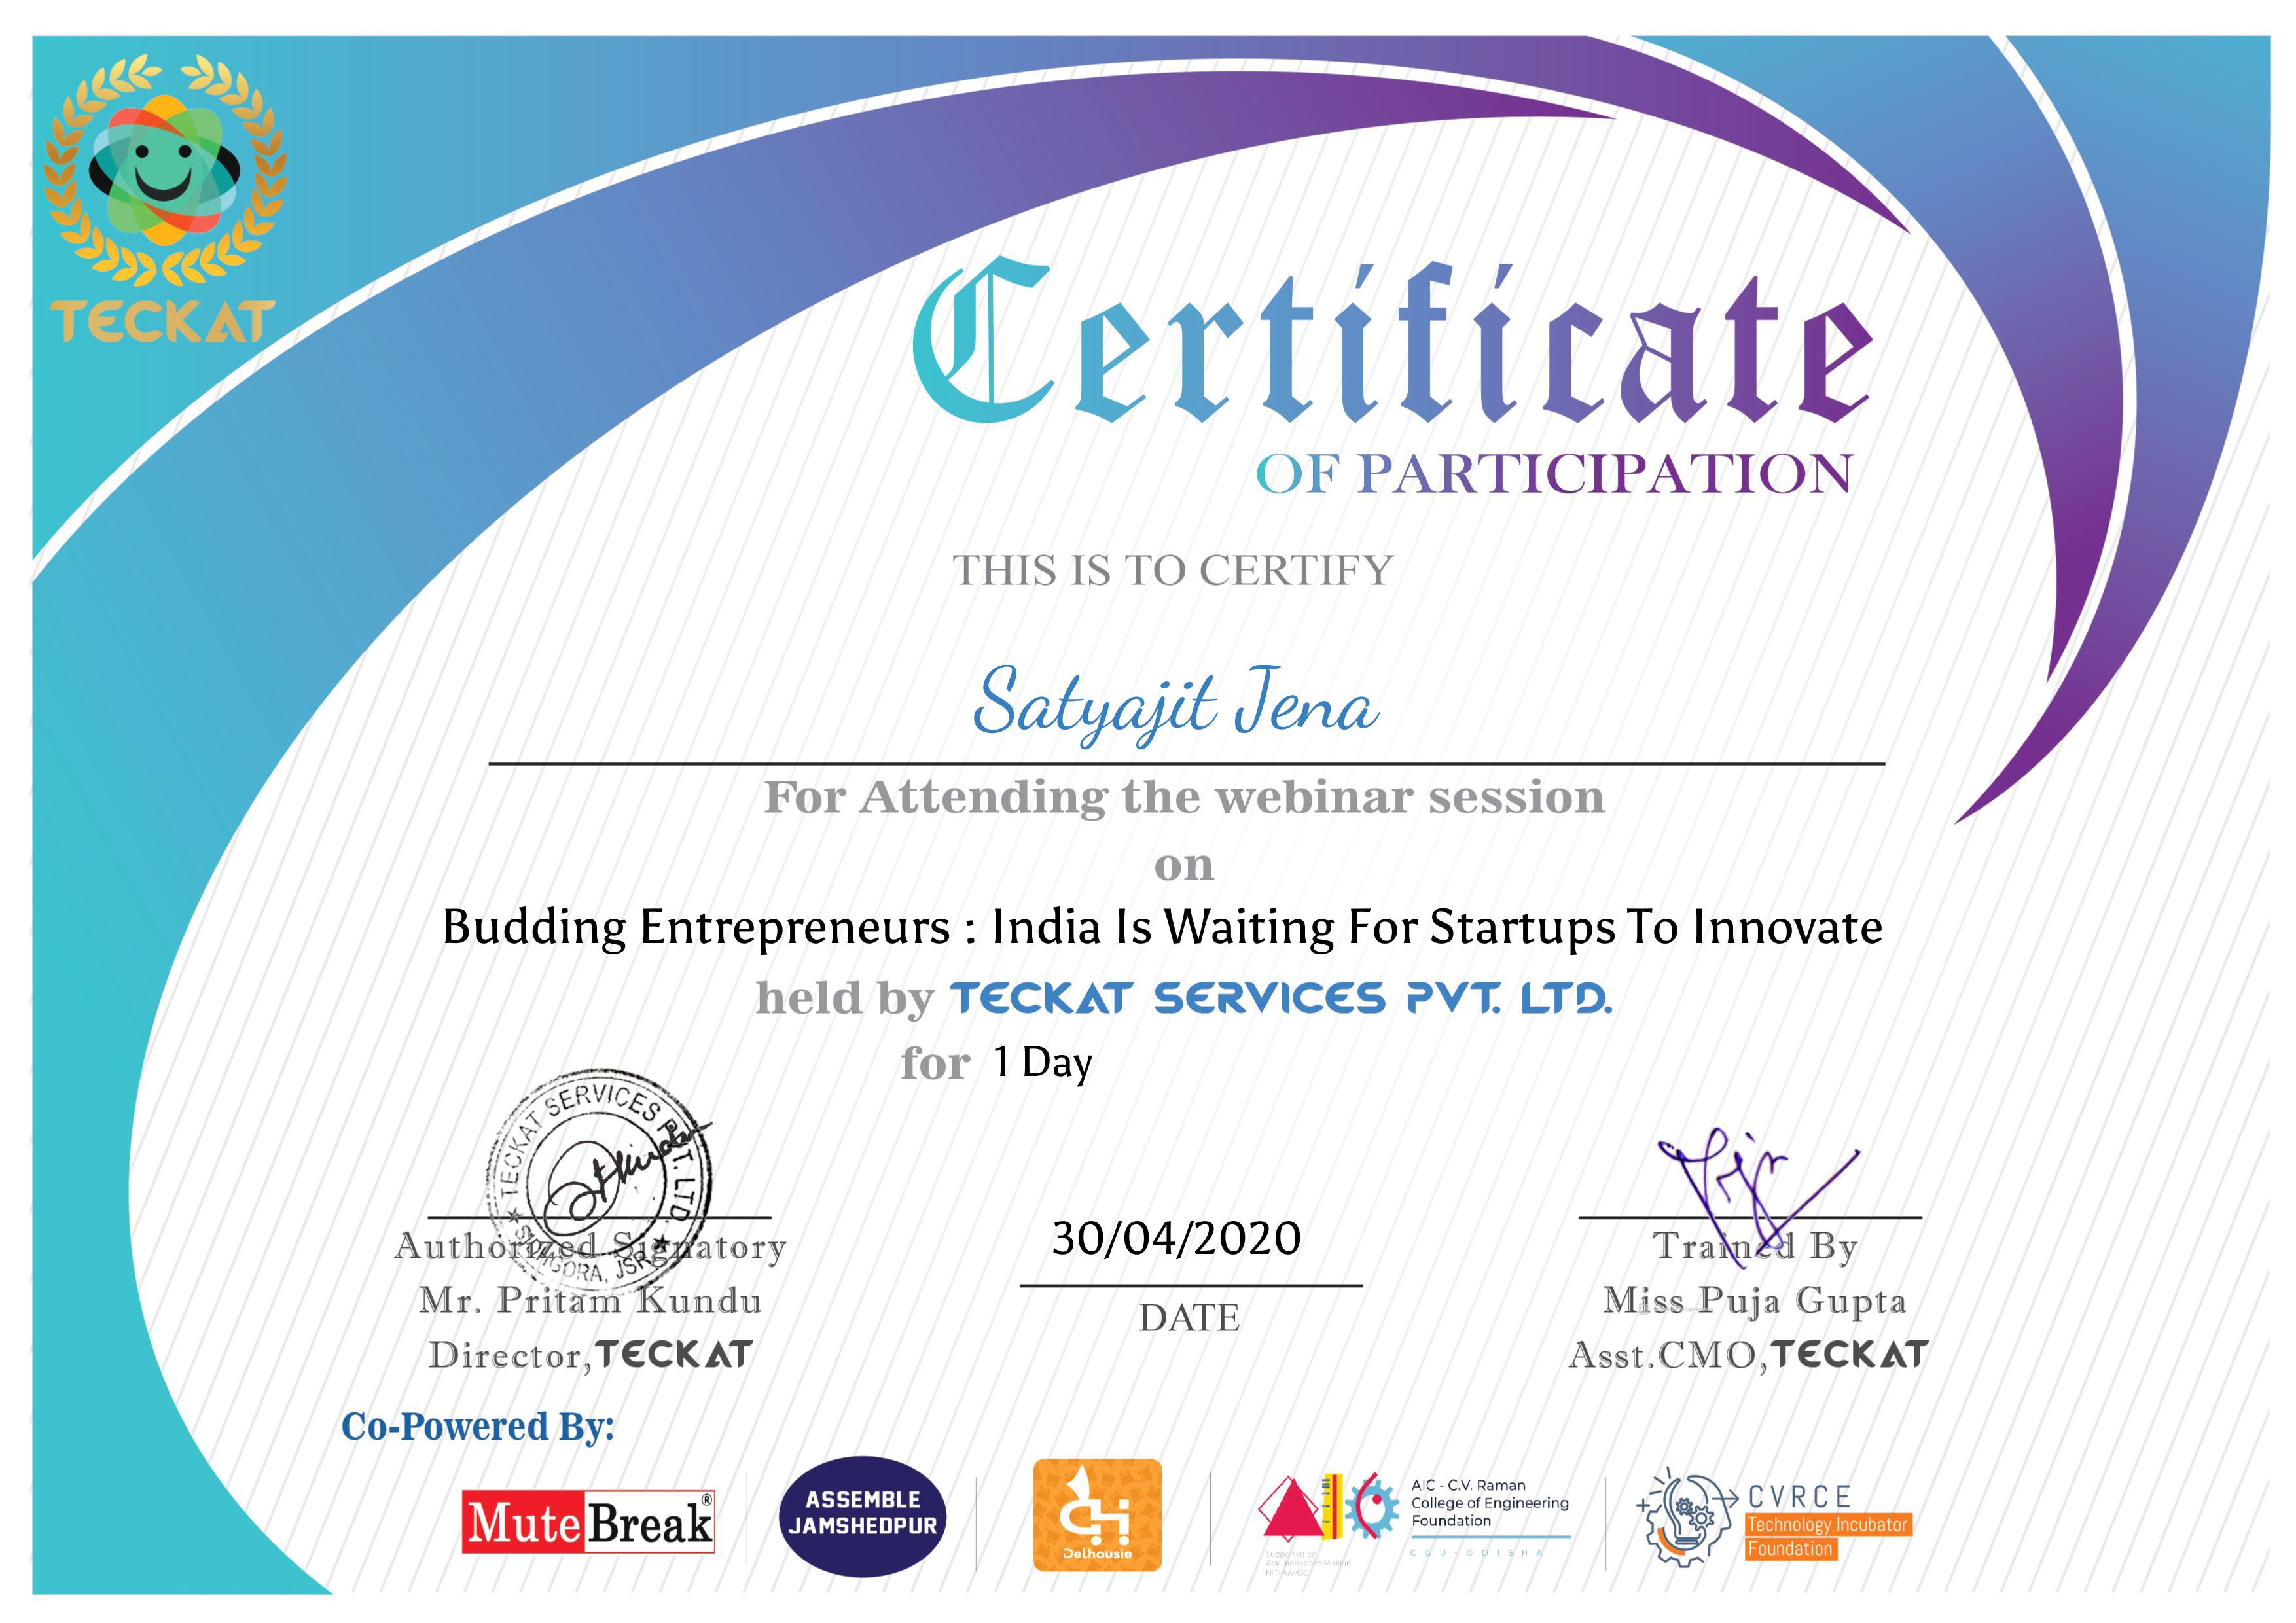 TECKAT
Certificate
OF PARTICIPATION
THIS IS TO CERTIFY
Satyajit Jena
For Attending the webinar session
on
Budding Entrepreneurs : India Is Waiting For Startups To Innovate
held by TECKAT SERVICES PVT. LTD.
for 1 Day
TECKAT SERVICES PVT. LTD.
JSR
Authorized Signatory
Mr. Pritam Kundu
Director,TECKAT
30/04/2020
DATE
Trained By
Miss Puja Gupta
Asst.CMO,TECKAT
Co-Powered By:
MuteBreak®
ASSEMBLE
JAMSHEDPUR
Delhousie
AIC - C.V. Raman
College of Engineering
Foundation
CGU-ODISHA
Supported by
Atal Innovation Mission
NITI AAYOG
CVRCE
Technology Incubator
Foundation